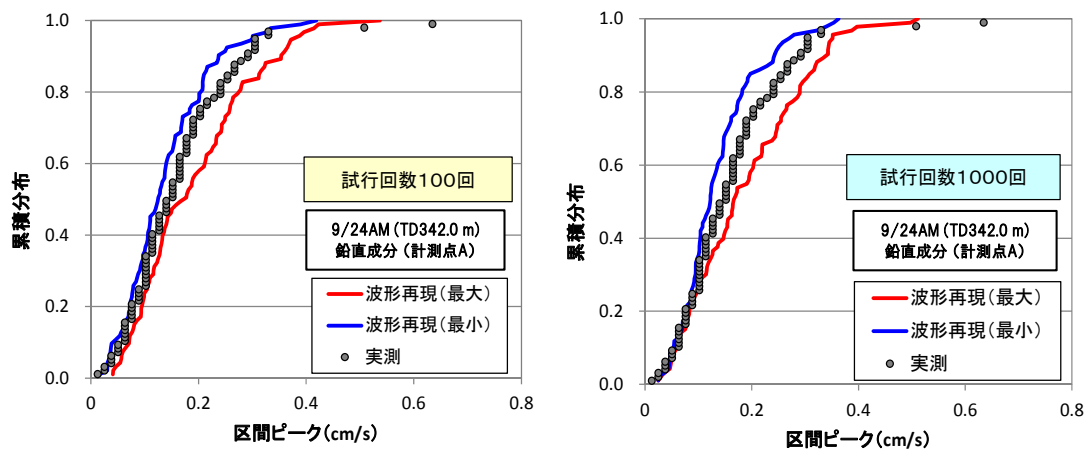 1.0
0.8
0.6
0.4
0.2
0.0
累積分布
0
0.2
0.4
0.6
0.8
区間ピーク(cm/s)
試行回数100回
9/24AM (TD342.0 m)
鉛直成分 (計測点A)
波形再現(最大)
波形再現(最小)
実測
1.0
0.8
0.6
0.4
0.2
0.0
累積分布
0
0.2
0.4
0.6
0.8
区間ピーク(cm/s)
試行回数1000回
9/24AM (TD342.0 m)
鉛直成分 (計測点A)
波形再現(最大)
波形再現(最小)
実測